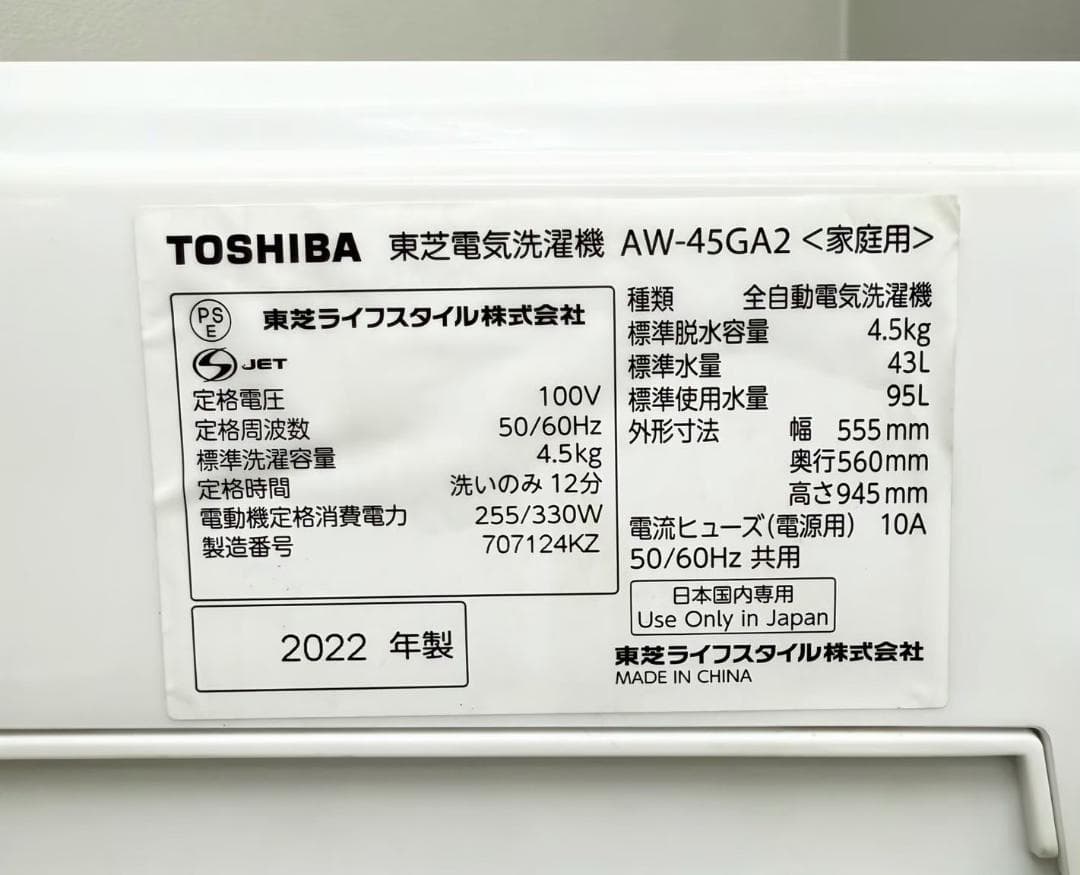 TOSHIBA 東芝電気洗濯機 AW-45GA2 <家庭用>
PS E 東芝ライフスタイル株式会社
S JET
定格電圧 100V
定格周波数 50/60Hz
標準洗濯容量 4.5kg
定格時間 洗いのみ 12分
電動機定格消費電力 255/330W
製造番号 707124KZ
2022 年製
種類 全自動電気洗濯機
標準脱水容量 4.5kg
標準水量 43L
標準使用水量 95L
外形寸法 幅 555mm
奥行560mm
高さ945mm
電流ヒューズ(電源用) 10A
50/60Hz 共用
日本国内専用
Use Only in Japan
東芝ライフスタイル株式会社
MADE IN CHINA